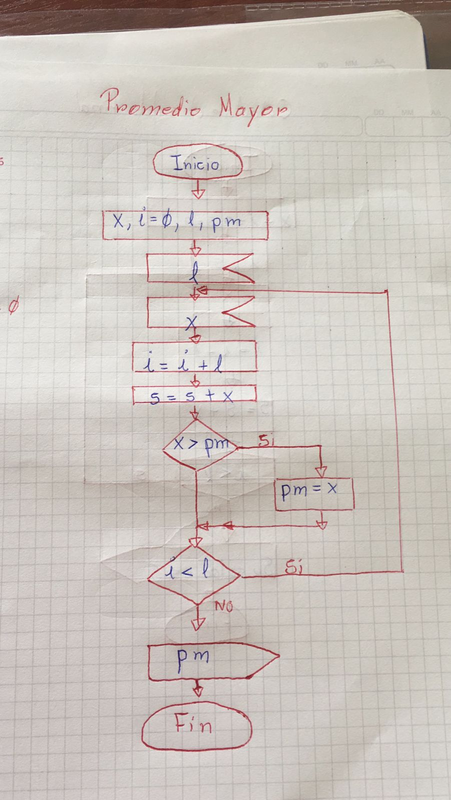 Promedio Mayor
s
Inicio
x, i=ø, l, pm
l
ø
x
i = i + l
s = s + x
x > pm
Si
pm = x
i < l
Si
NO
pm
Fin